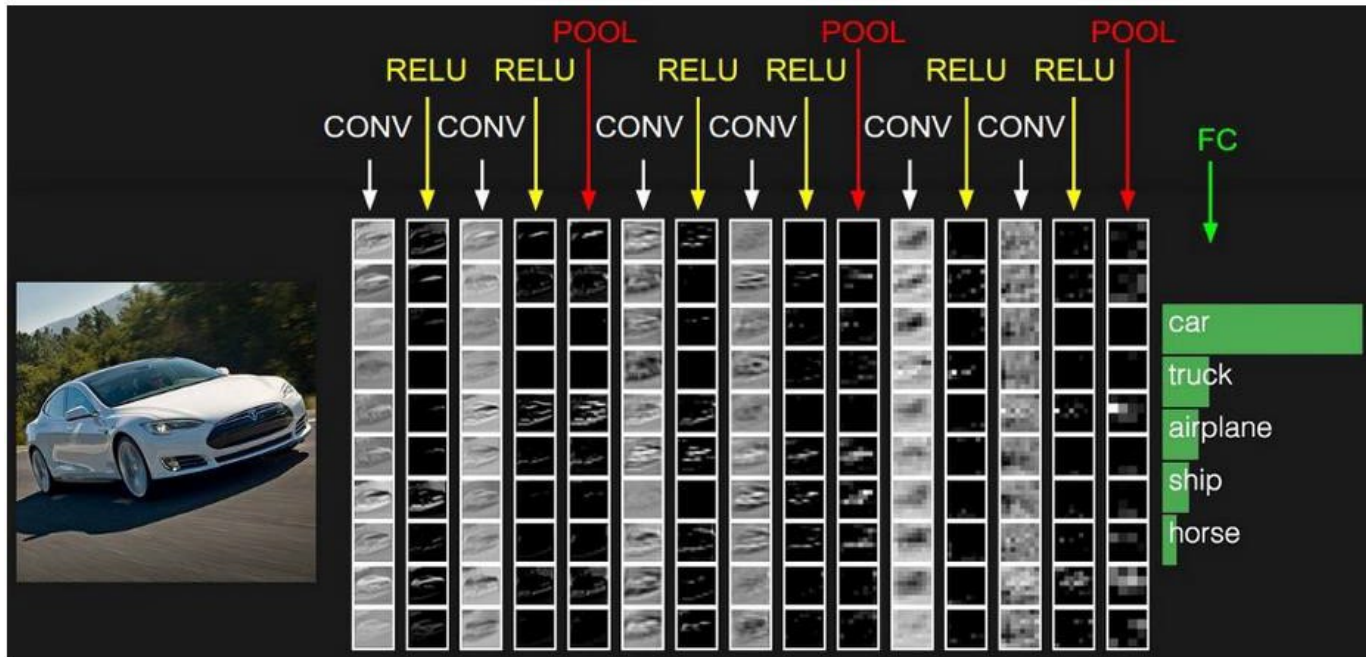 POOL POOL POOL
RELU RELU RELU RELU RELU RELU
CONV CONV CONV CONV CONV CONV
FC
car
truck
airplane
ship
horse